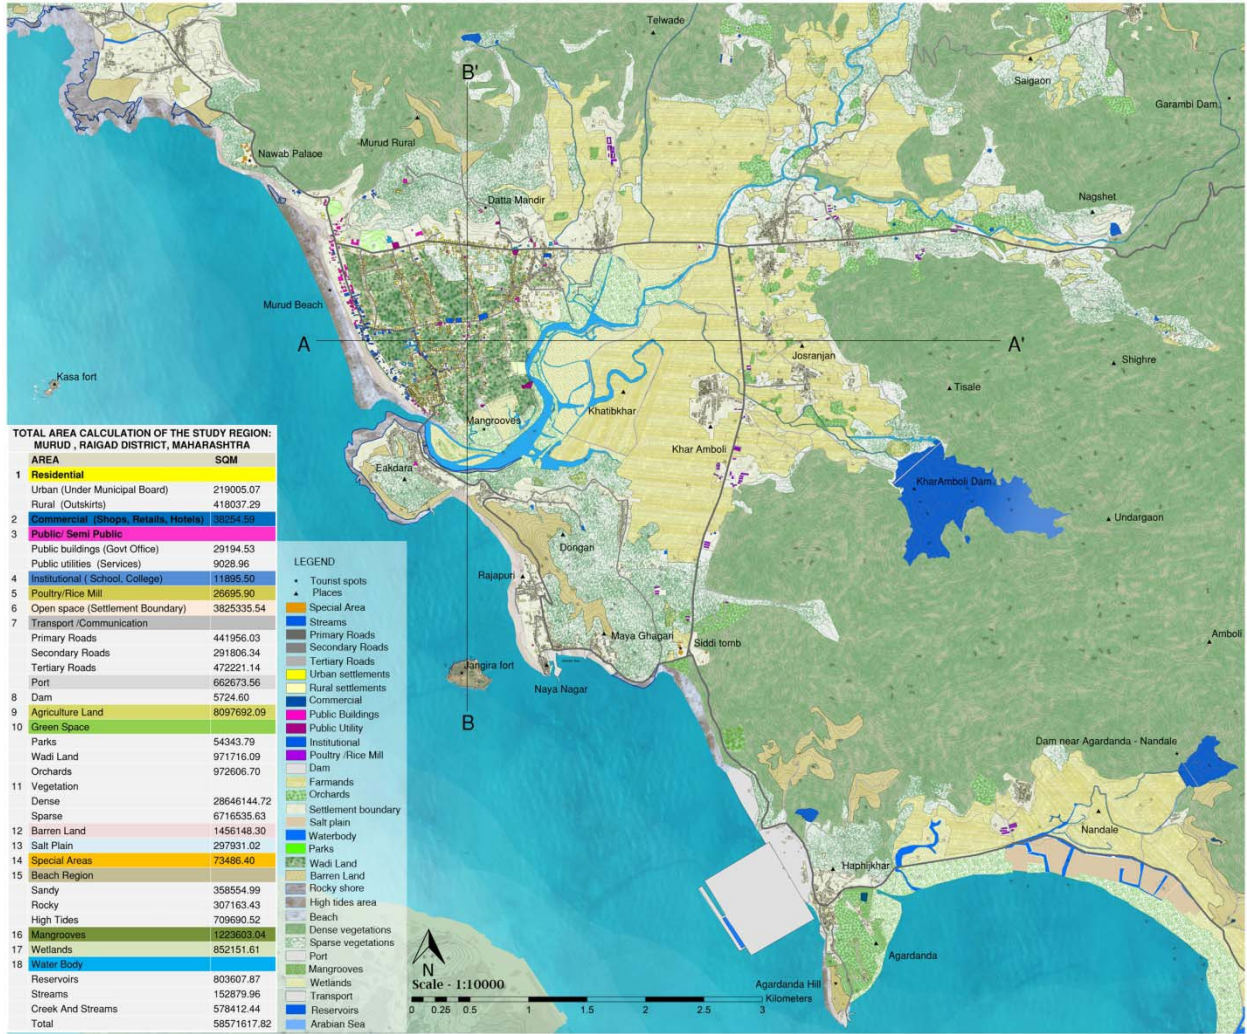 Telwade
B'
Saigaon
Garambi Dam
Murud Rural
Nawab Palace
Datta Mandir
Nagshet
Murud Beach
A
A'
Josranjan
Shighre
Kasa fort
Tisale
Khatibkhar
Mangrooves
Khar Amboli
Eakdara
KharAmboli Dam
Undargaon
Dongari
Rajapuri
Maya Ghagari
Siddi tomb
Amboli
Jangira fort
Naya Nagar
B
Dam near Agardanda - Nandale
Nandale
Haphijkhar
Agardanda
Agardanda Hill
TOTAL AREA CALCULATION OF THE STUDY REGION:
MURUD , RAIGAD DISTRICT, MAHARASHTRA
AREA SQM
1 Residential
Urban (Under Municipal Board) 219005.07
Rural (Outskirts) 418037.29
2 Commercial (Shops, Retails, Hotels) 38254.59
3 Public/ Semi Public
Public buildings (Govt Office) 29194.53
Public utilities (Services) 9028.96
4 Institutional ( School, College) 11895.50
5 Poultry/Rice Mill 26695.90
6 Open space (Settlement Boundary) 3825335.54
7 Transport /Communication
Primary Roads 441956.03
Secondary Roads 291806.34
Tertiary Roads 472221.14
Port 662673.56
8 Dam 5724.60
9 Agriculture Land 8097692.09
10 Green Space
Parks 54343.79
Wadi Land 971716.09
Orchards 972606.70
11 Vegetation
Dense 28646144.72
Sparse 6716535.63
12 Barren Land 1456148.30
13 Salt Plain 297931.02
14 Special Areas 73486.40
15 Beach Region
Sandy 358554.99
Rocky 307163.43
High Tides 709690.52
16 Mangrooves 1223603.04
17 Wetlands 852151.61
18 Water Body
Reservoirs 803607.87
Streams 152879.96
Creek And Streams 578412.44
Total 58571617.82
LEGEND
Tourist spots
Places
Special Area
Streams
Primary Roads
Secondary Roads
Tertiary Roads
Urban settlements
Rural settlements
Commercial
Public Buildings
Public Utility
Institutional
Poultry /Rice Mill
Dam
Farmands
Orchards
Settlement boundary
Salt plain
Waterbody
Parks
Wadi Land
Barren Land
Rocky shore
High tides area
Beach
Dense vegetations
Sparse vegetations
Port
Mangrooves
Wetlands
Transport
Reservoirs
Arabian Sea
N
Scale - 1:10000
0 0.25 0.5 1 1.5 2 2.5 3
Kilometers